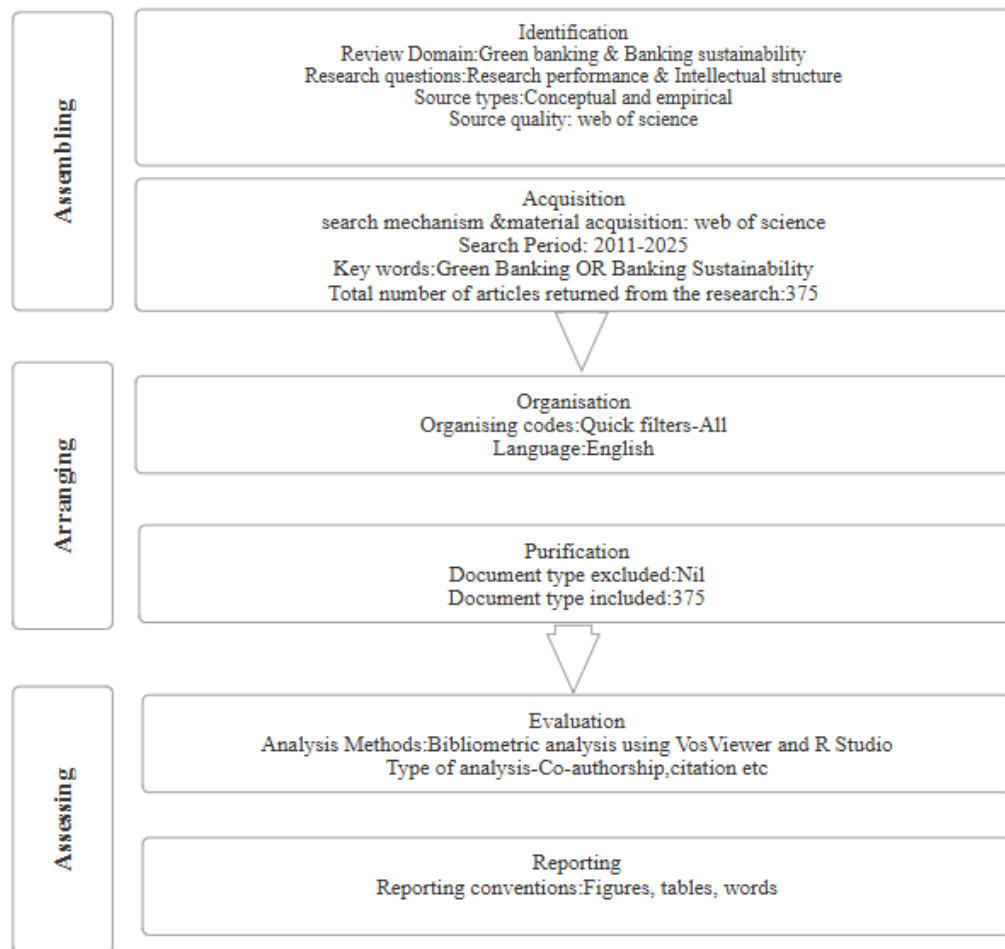 Assembling
Identification
Review Domain:Green banking & Banking sustainability
Research questions:Research performance & Intellectual structure
Source types:Conceptual and empirical
Source quality: web of science
Acquisition
search mechanism &material acquisition: web of science
Search Period: 2011-2025
Key words:Green Banking OR Banking Sustainability
Total number of articles returned from the research:375
Arranging
Organisation
Organising codes:Quick filters-All
Language:English
Purification
Document type excluded:Nil
Document type included:375
Assessing
Evaluation
Analysis Methods:Bibliometric analysis using VosViewer and R Studio
Type of analysis-Co-authorship,citation etc
Reporting
Reporting conventions:Figures, tables, words